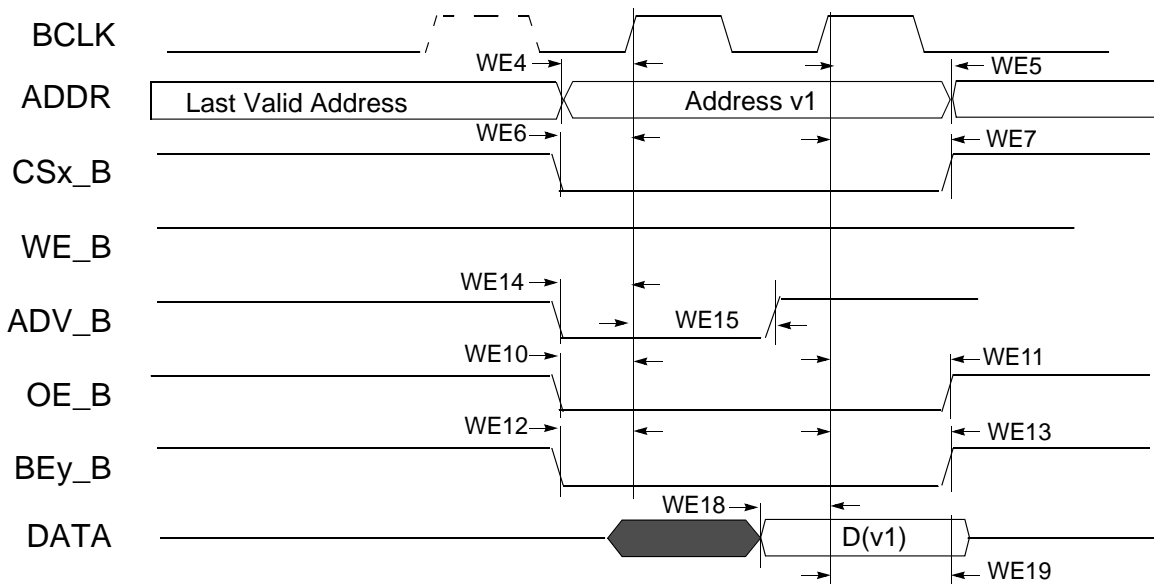 BCLK
WE4
WE5
ADDR
Last Valid Address
Address v1
WE6
WE7
CSx_B
WE_B
WE14
ADV_B
WE15
WE10
WE11
OE_B
WE12
WE13
BEy_B
WE18
DATA
D(v1)
WE19